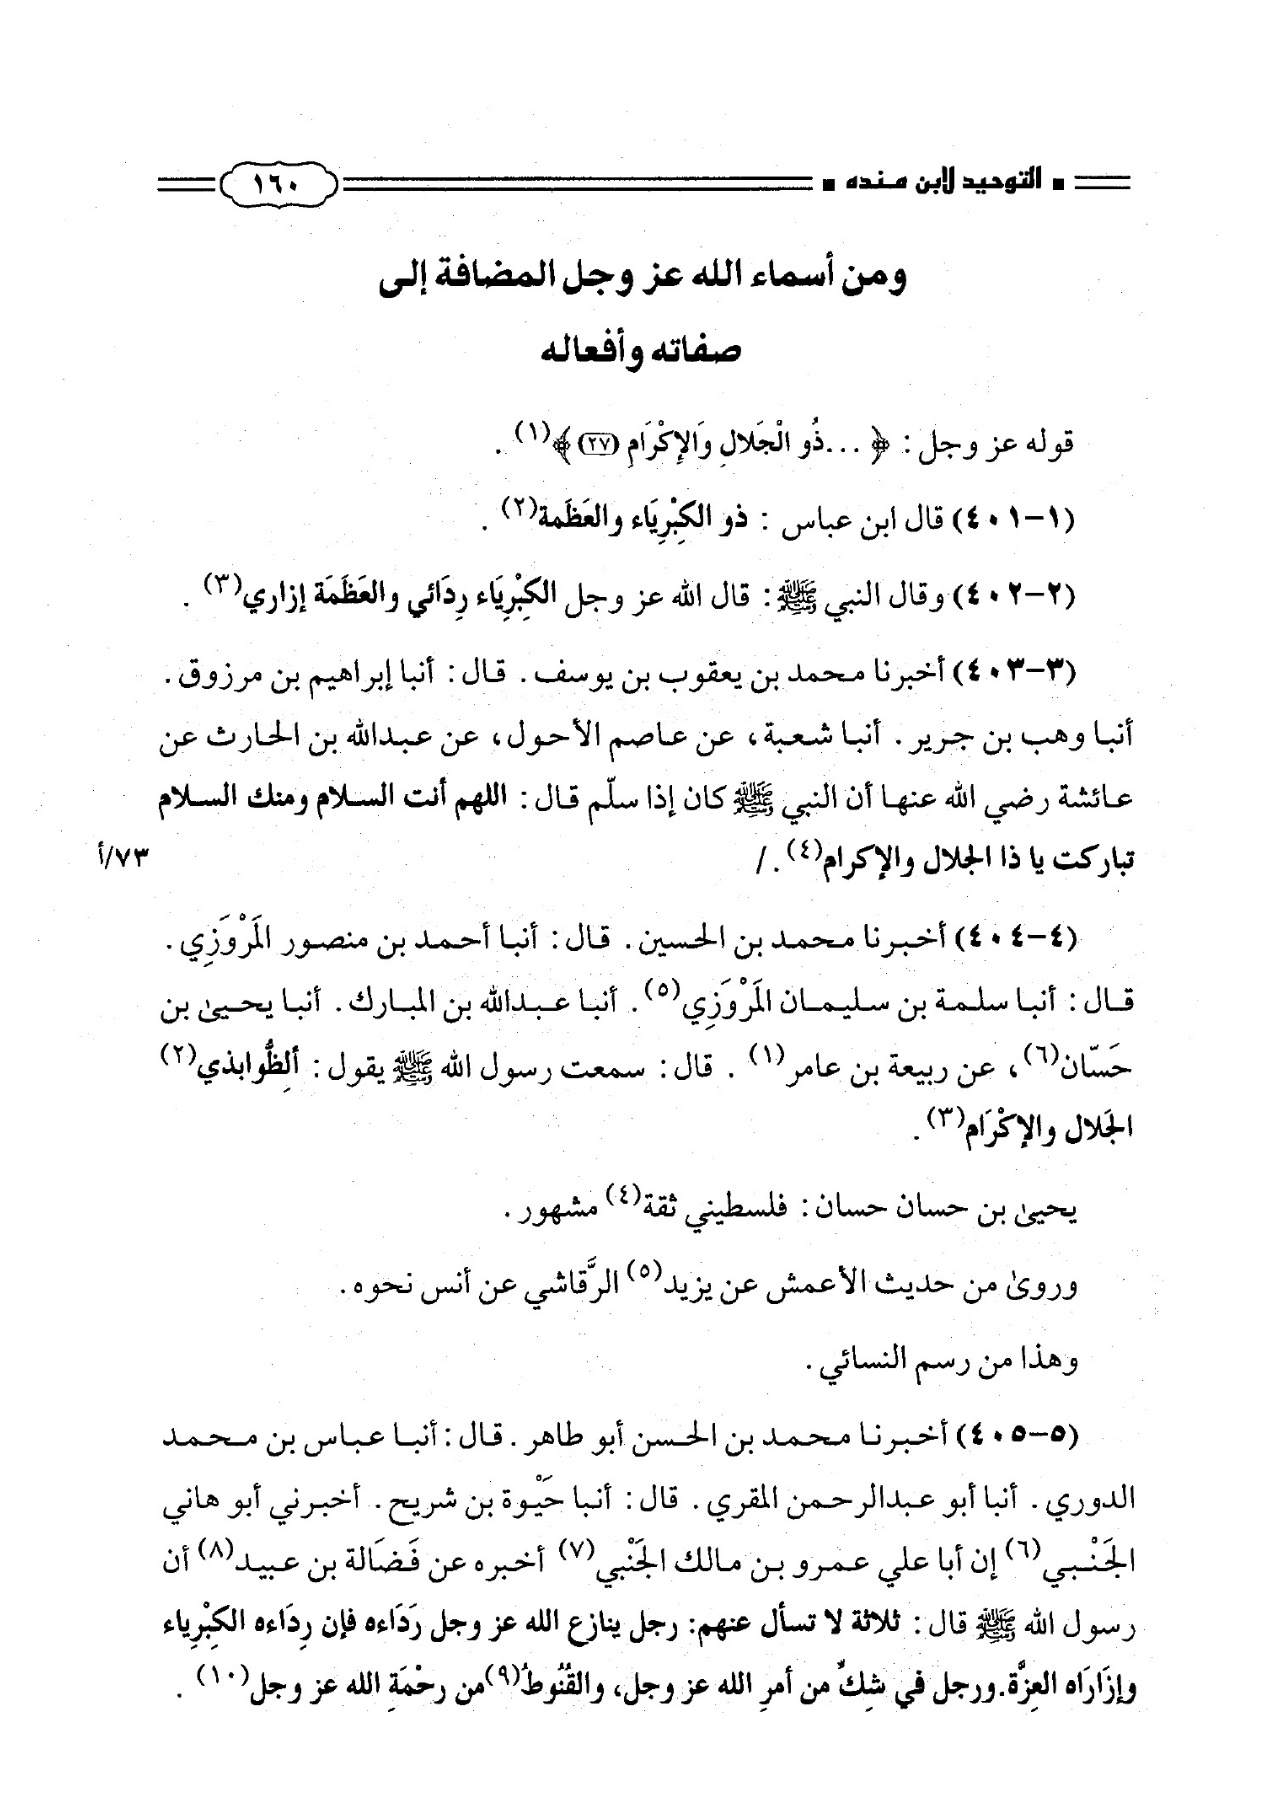 التوحيد لابن منده ١٦٠
ومن أسماء الله عز وجل المضافة إلى
صفاته وأفعاله
قوله عز وجل: ﴿...ذُو الْجَلالِ وَالإِكْرَامِ (٢٧)﴾(١).
(١-٤٠١) قال ابن عباس: ذو الكِبْرِيَاء والعَظَمة(٢).
(٢-٤٠٢) وقال النبي ﷺ: قال الله عز وجل الكِبْرِيَاء رِدَائي والعَظَمَة إزاري(٣).
(٣-٤٠٣) أخبرنا محمد بن يعقوب بن يوسف. قال: أنبا إبراهيم بن مرزوق.
أنبا وهب بن جرير. أنبا شعبة، عن عاصم الأحول، عن عبدالله بن الحارث عن
عائشة رضي الله عنها أن النبي ﷺ كان إذا سلّم قال: اللهم أنت السلام ومنك السلام
تباركت يا ذا الجلال والإكرام(٤)./ ٧٣/أ
(٤-٤٠٤) أخبرنا محمد بن الحسين. قال: أنبا أحمد بن منصور المَرْوَزِي.
قال: أنبا سلمة بن سليمان المَرْوَزِي(٥). أنبا عبدالله بن المبارك. أنبا يحيىٰ بن
حَسّان(٦)، عن ربيعة بن عامر(١). قال: سمعت رسول الله ﷺ يقول: ألِظُّوابذي(٢)
الجَلال والإكْرَام(٣).
يحيىٰ بن حسان حسان: فلسطيني ثقة(٤) مشهور.
وروىٰ من حديث الأعمش عن يزيد(٥) الرَّقاشي عن أنس نحوه.
وهذا من رسم النسائي.
(٥-٤٠٥) أخبرنا محمد بن الحسن أبو طاهر. قال: أنبا عباس بن محمد
الدوري. أنبا أبو عبدالرحمن المقري. قال: أنبا حَيْوة بن شريح. أخبرني أبو هاني
الجَنْبي(٦) إن أبا علي عمرو بن مالك الجَنْبي(٧) أخبره عن فَضَالة بن عبيد(٨) أن
رسول الله ﷺ قال: ثلاثة لا تسأل عنهم: رجل ينازع الله عز وجل رَدَاءه فإن رِدَاءه الكِبْرِياء
وإزَارَاه العِزَّة.ورجل في شِكٌ من أمرِ الله عز وجل، والقُنُوطُ(٩)من رحْمَةِ الله عز وجل(١٠).